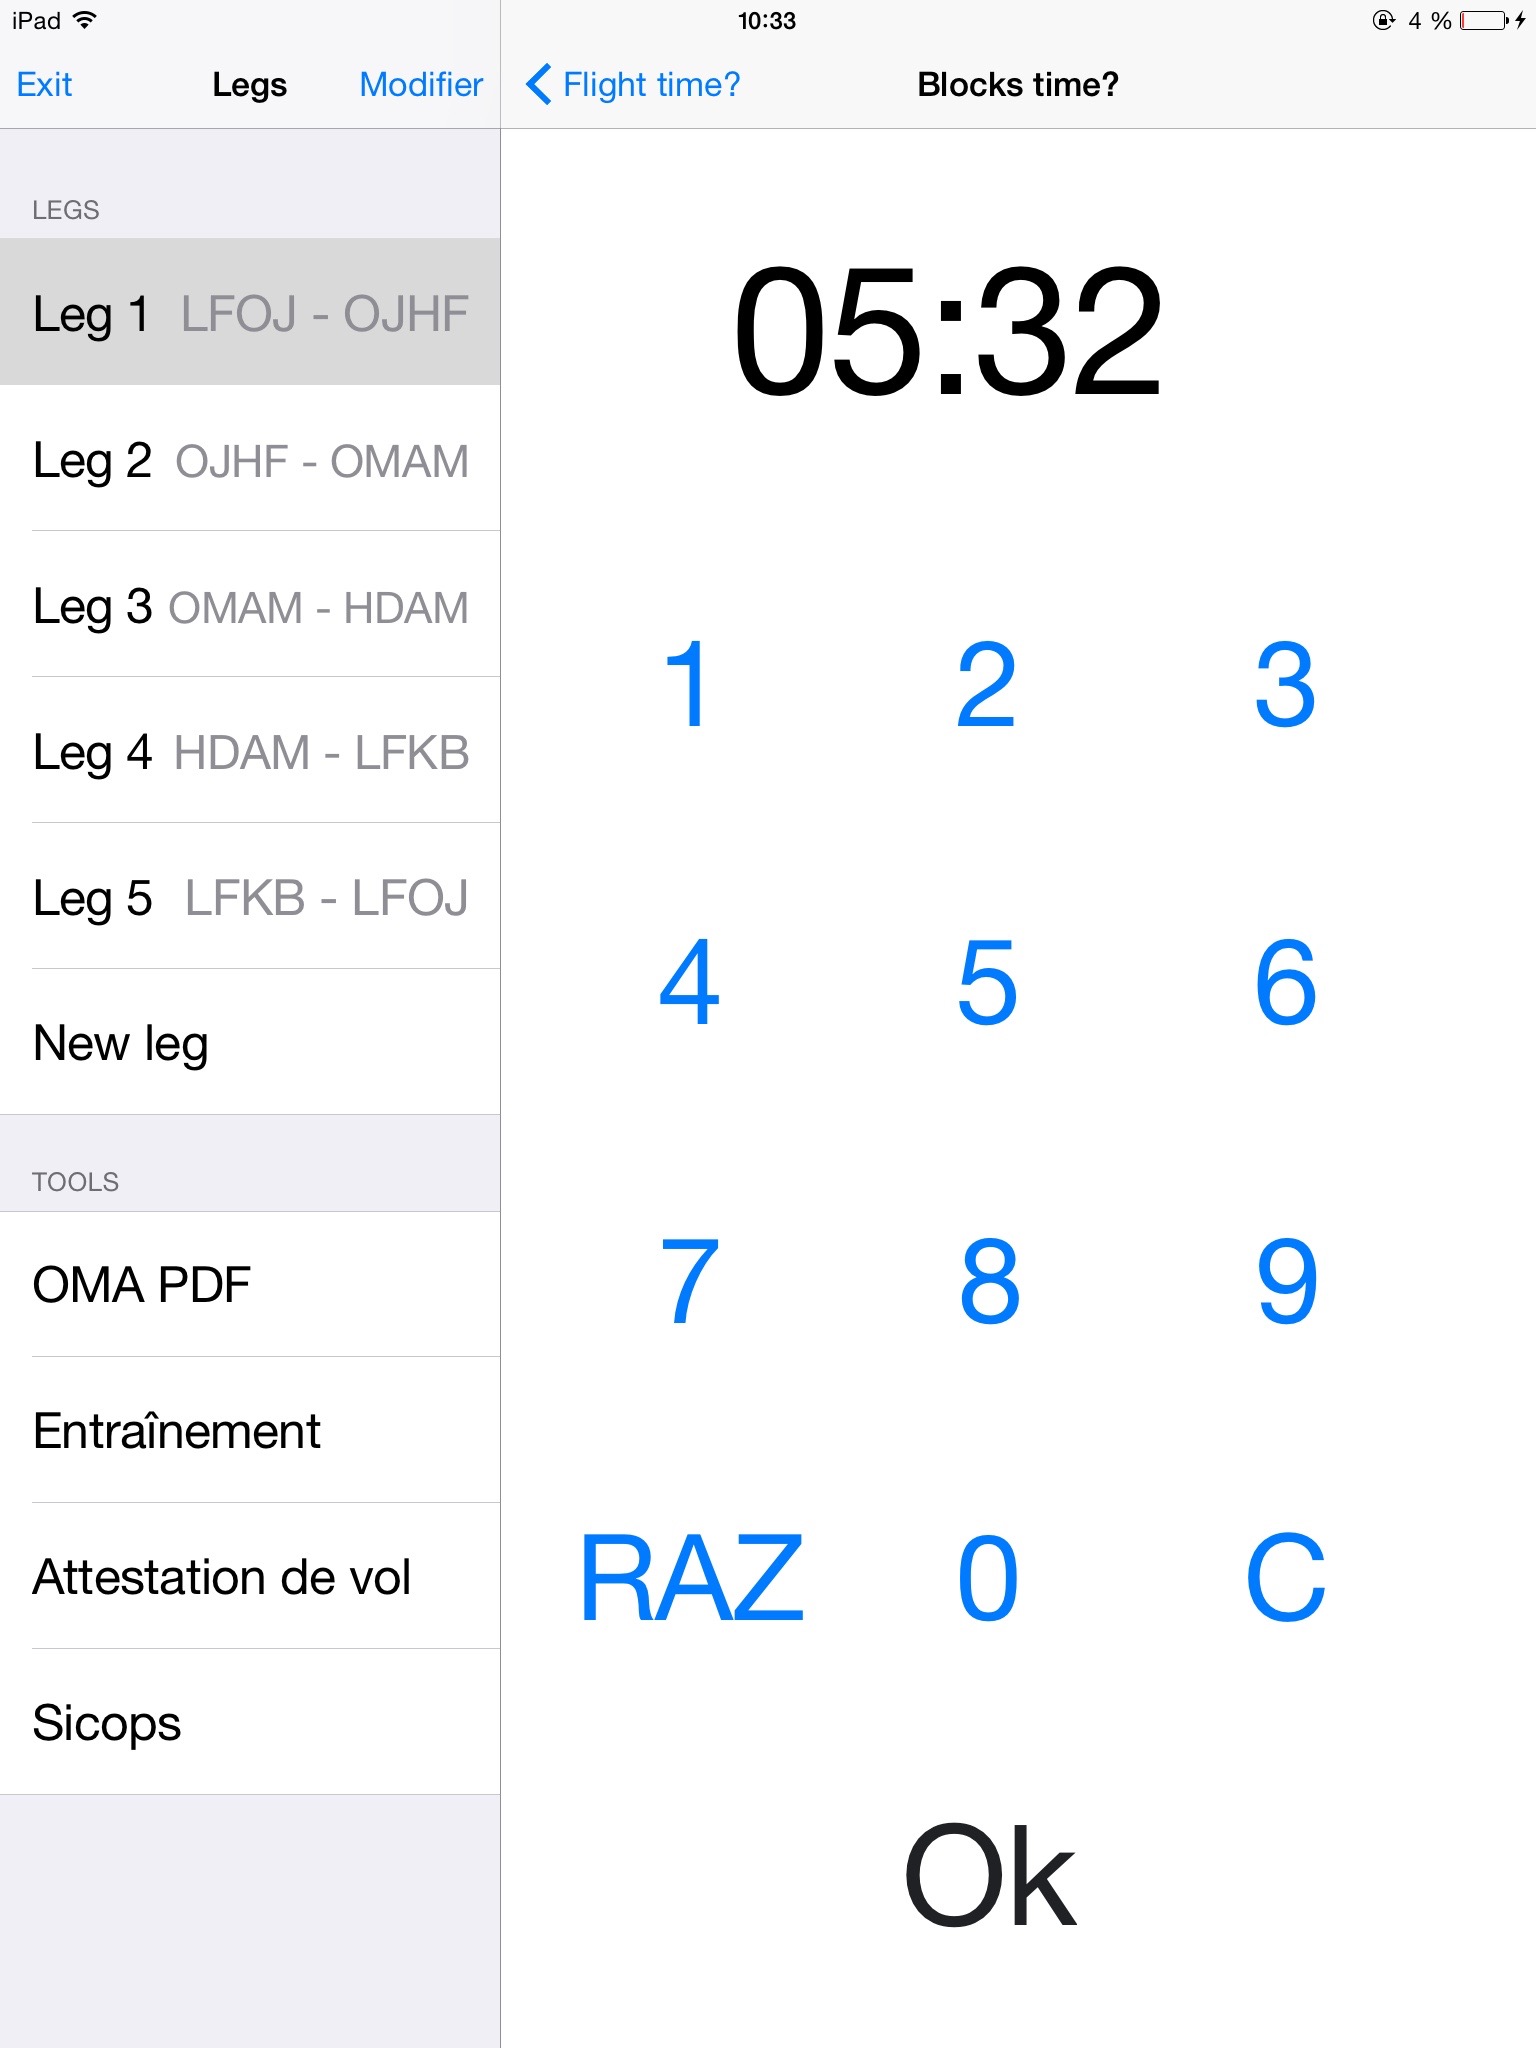 iPad 10:33 4 %
Exit Legs Modifier
Flight time? Blocks time?
LEGS
Leg 1 LFOJ - OJHF
Leg 2 OJHF - OMAM
Leg 3 OMAM - HDAM
Leg 4 HDAM - LFKB
Leg 5 LFKB - LFOJ
New leg
TOOLS
OMA PDF
Entraînement
Attestation de vol
Sicops
05:32
1 2 3
4 5 6
7 8 9
RAZ 0 C
Ok